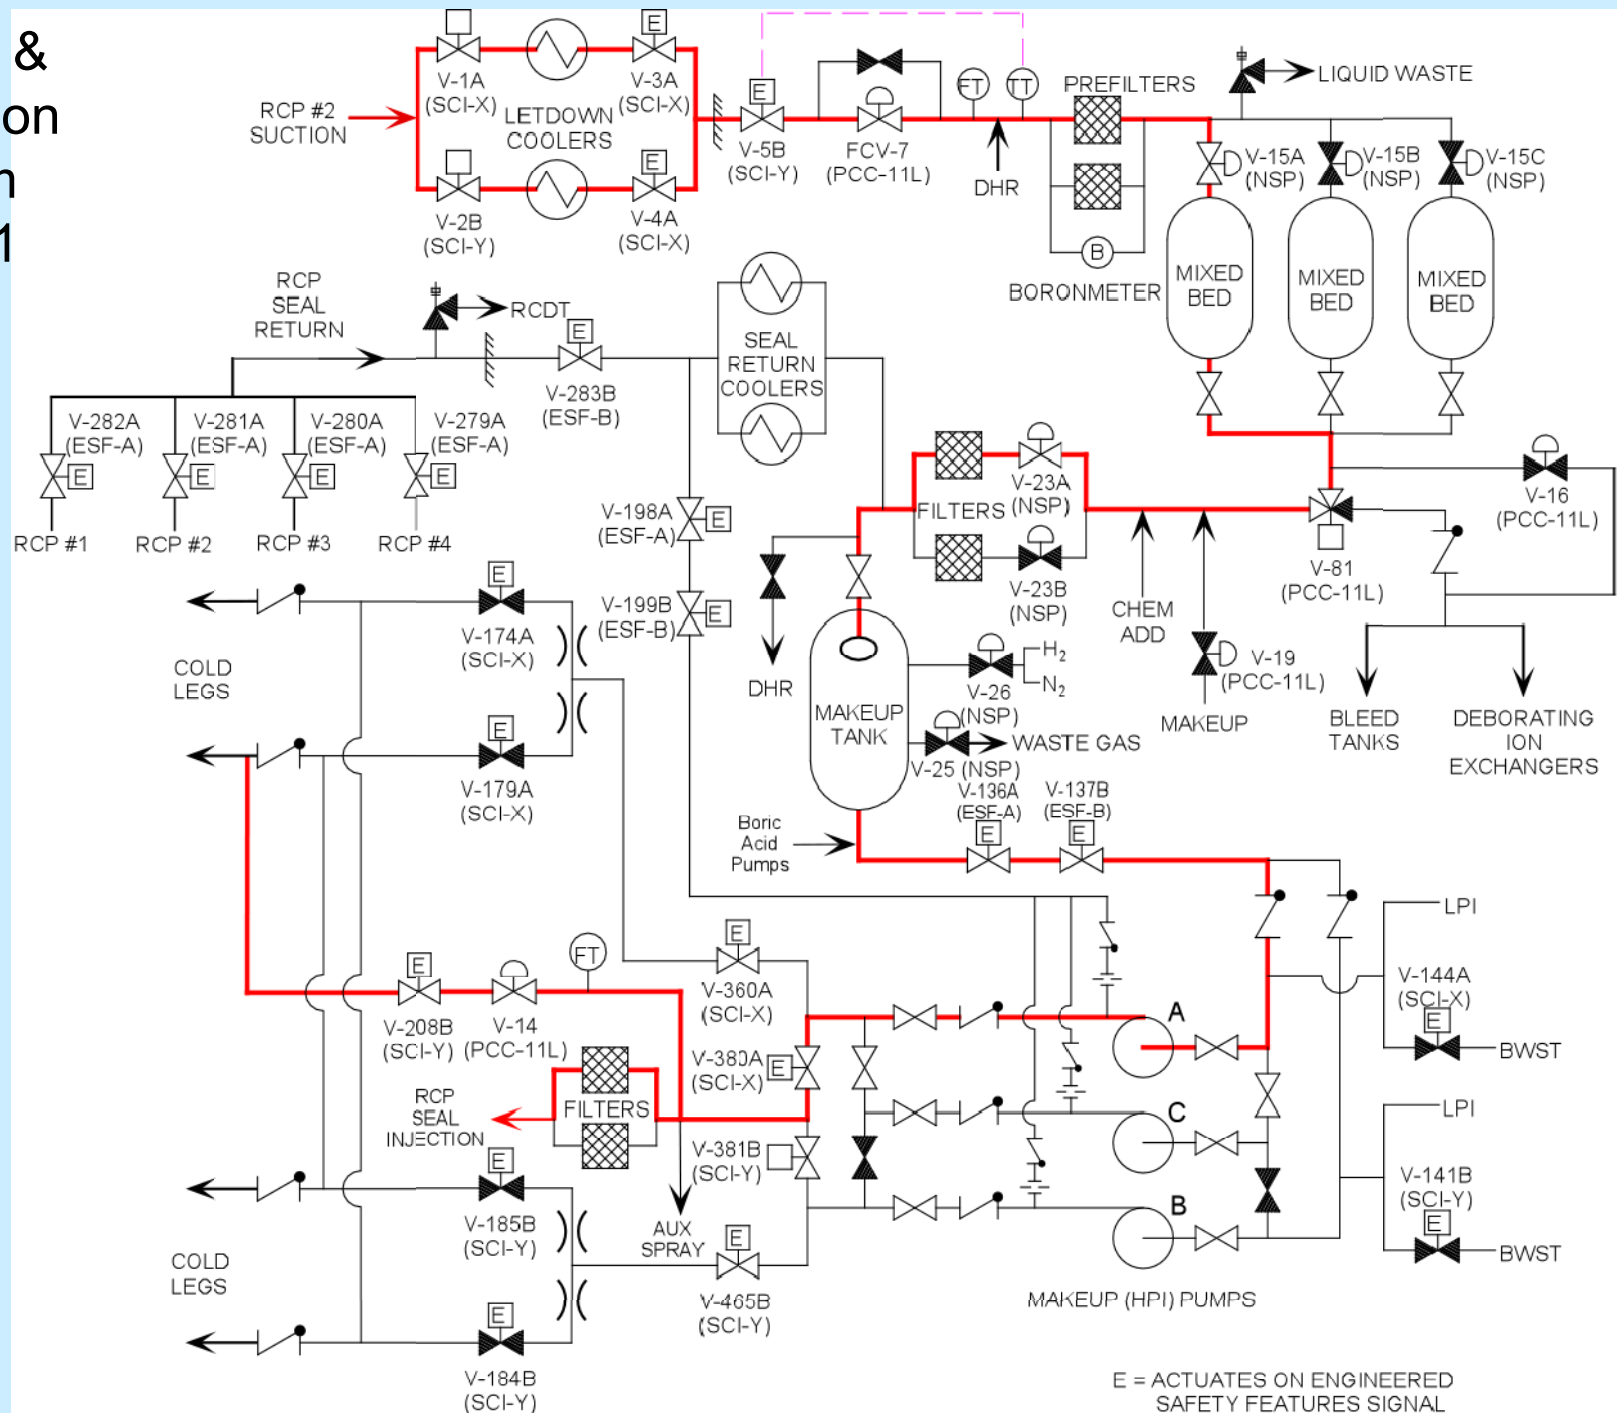 &
on
n
1
E
E
V-1A
(SCI-X)
V-3A
(SCI-X)
LETDOWN
COOLERS
RCP #2
SUCTION
V-2B
(SCI-Y)
E
V-4A
(SCI-X)
E
V-5B
(SCI-Y)
FCV-7
(PCC-11L)
FT
TT
DHR
PREFILTERS
B
BORONMETER
LIQUID WASTE
V-15A
(NSP)
V-15B
(NSP)
V-15C
(NSP)
MIXED
BED
MIXED
BED
MIXED
BED
RCP
SEAL
RETURN
RCDT
E
V-283B
(ESF-B)
SEAL
RETURN
COOLERS
V-282A
(ESF-A)
E
V-281A
(ESF-A)
E
V-280A
(ESF-A)
E
V-279A
(ESF-A)
E
RCP #1
RCP #2
RCP #3
RCP #4
V-198A
(ESF-A)
E
V-199B
(ESF-B)
E
V-23A
(NSP)
FILTERS
V-23B
(NSP)
V-16
(PCC-11L)
V-81
(PCC-11L)
CHEM
ADD
V-19
(PCC-11L)
MAKEUP
BLEED
TANKS
DEBORATING
ION
EXCHANGERS
DHR
MAKEUP
TANK
H2
N2
V-26
(NSP)
WASTE GAS
V-25 (NSP)
COLD
LEGS
E
V-174A
(SCI-X)
E
V-179A
(SCI-X)
Boric
Acid
Pumps
V-136A
(ESF-A)
E
V-137B
(ESF-B)
E
LPI
V-144A
(SCI-X)
E
BWST
LPI
V-141B
(SCI-Y)
E
BWST
E
V-360A
(SCI-X)
FT
E
V-208B
(SCI-Y)
V-14
(PCC-11L)
V-380A
E
(SCI-X)
RCP
SEAL
INJECTION
FILTERS
V-381B
(SCI-Y)
A
C
B
AUX
SPRAY
E
V-465B
(SCI-Y)
E
V-185B
(SCI-Y)
COLD
LEGS
E
V-184B
(SCI-Y)
MAKEUP (HPI) PUMPS
E = ACTUATES ON ENGINEERED
SAFETY FEATURES SIGNAL